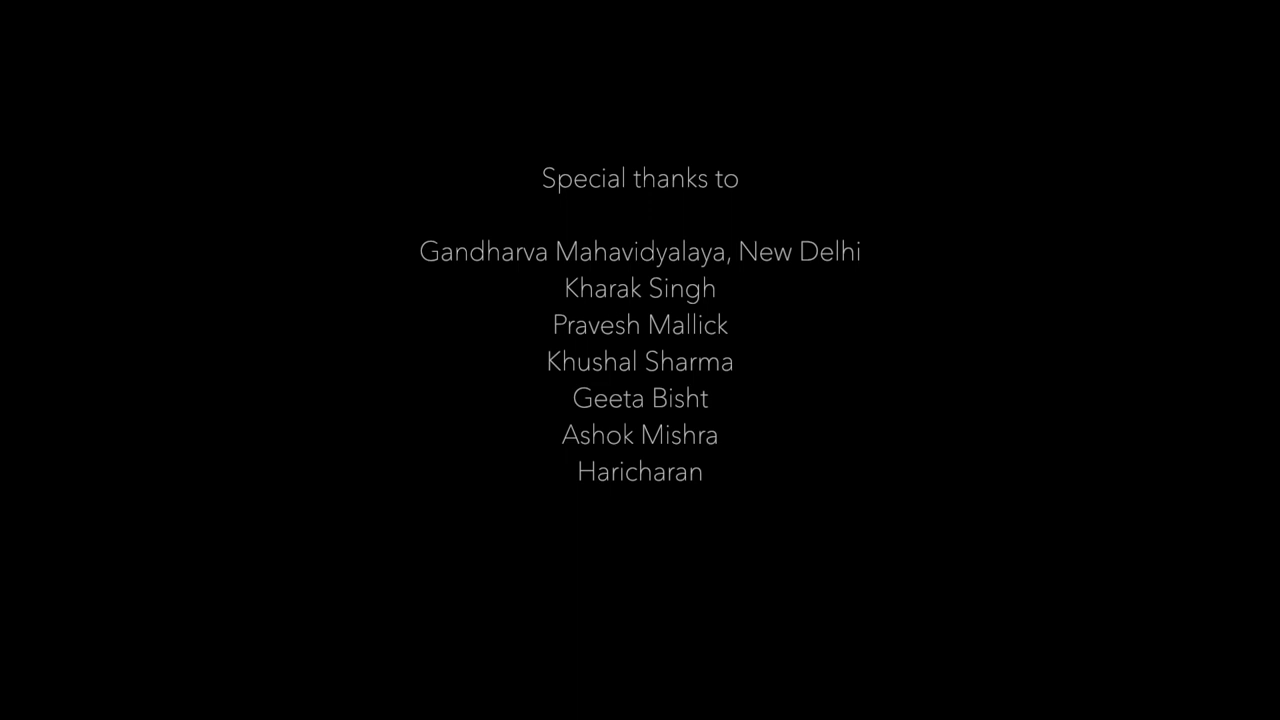 Special thanks to
Gandharva Mahavidyalaya, New Delhi
Kharak Singh
Pravesh Mallick
Khushal Sharma
Geeta Bisht
Ashok Mishra
Haricharan